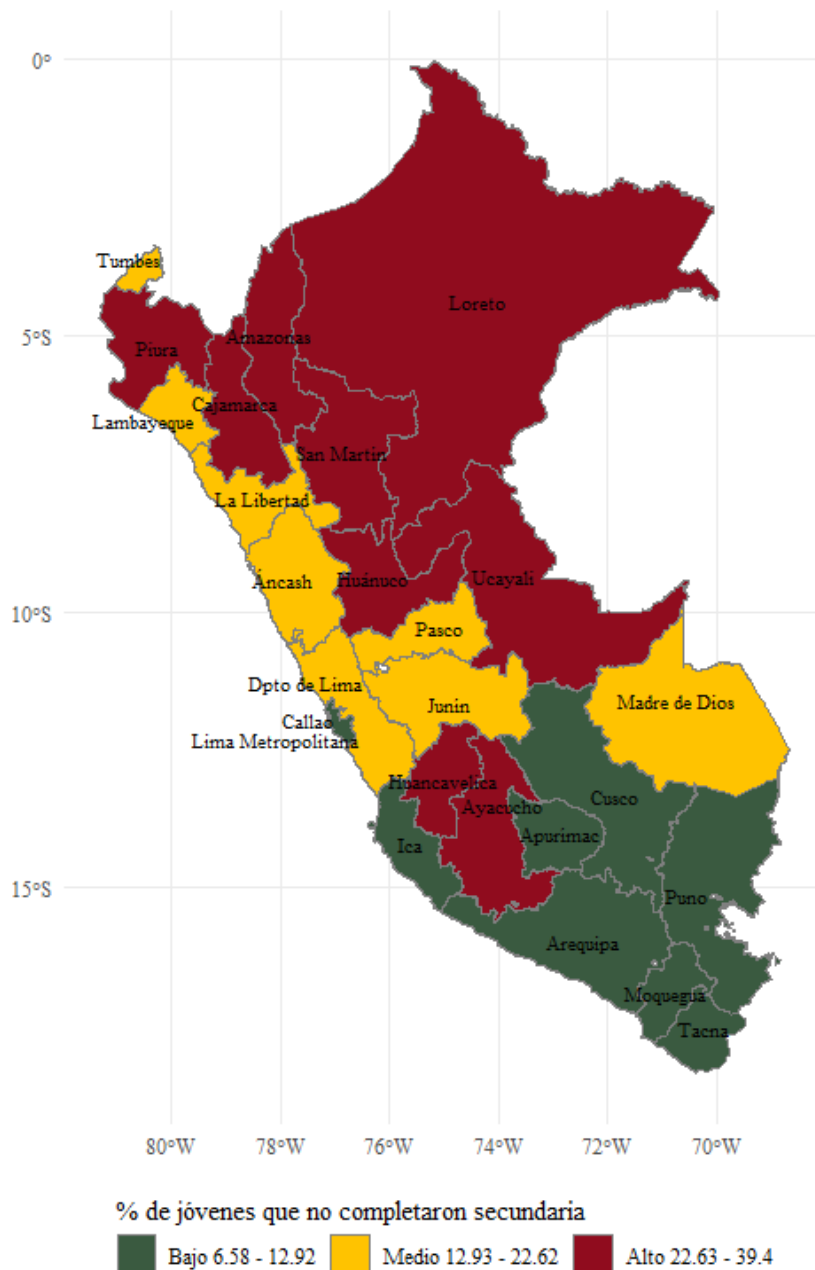 0°
Tumbes
Loreto
5°S
Amazonas
Piura
Cajamarca
Lambayeque
San Martin
La Libertad
Áncash
Huánuco
Ucayali
10°S
Pasco
Dpto de Lima
Madre de Dios
Junin
Callao
Lima Metropolitana
Huancavelica
Cusco
Ayacucho
Apurimac
Ica
15°S
Puno
Arequipa
Moquegua
Tacna
80°W 78°W 76°W 74°W 72°W 70°W
% de jóvenes que no completaron secundaria
Bajo 6.58 - 12.92 Medio 12.93 - 22.62 Alto 22.63 - 39.4